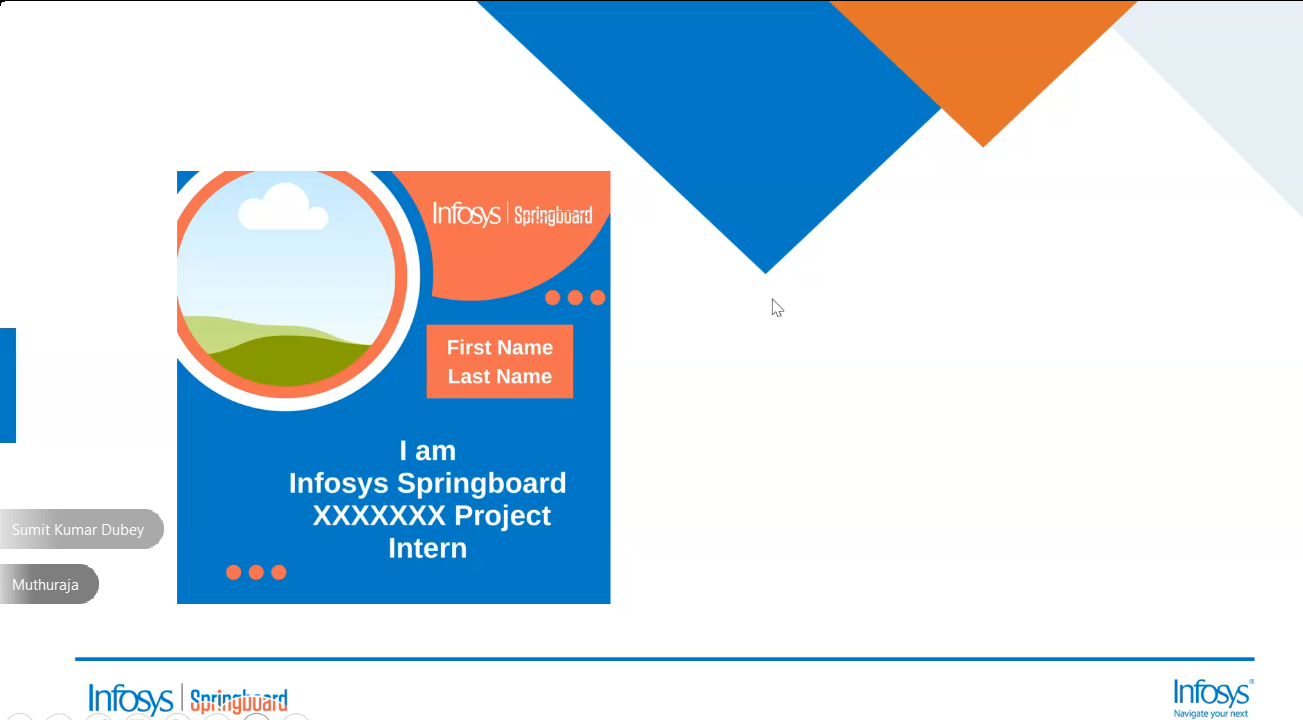 Infosys | Springboard
First Name
Last Name
I am
Infosys Springboard
XXXXXXX Project
Intern
Sumit Kumar Dubey
Muthuraja
Infosys | Springboard
Infosys®
Navigate your next